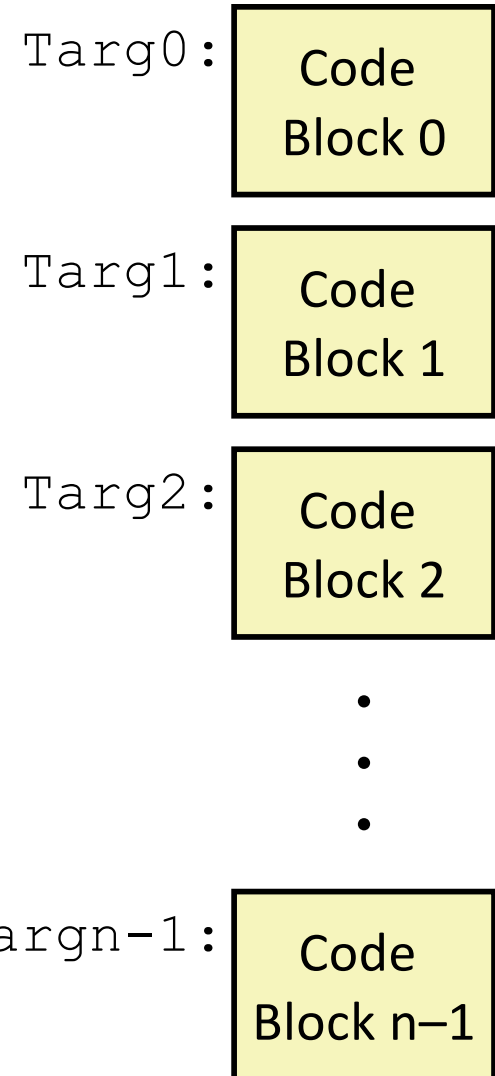 Targ0:
Code
Block 0
Targ1:
Code
Block 1
Targ2:
Code
Block 2
.
.
.
argn-1:
Code
Block n–1